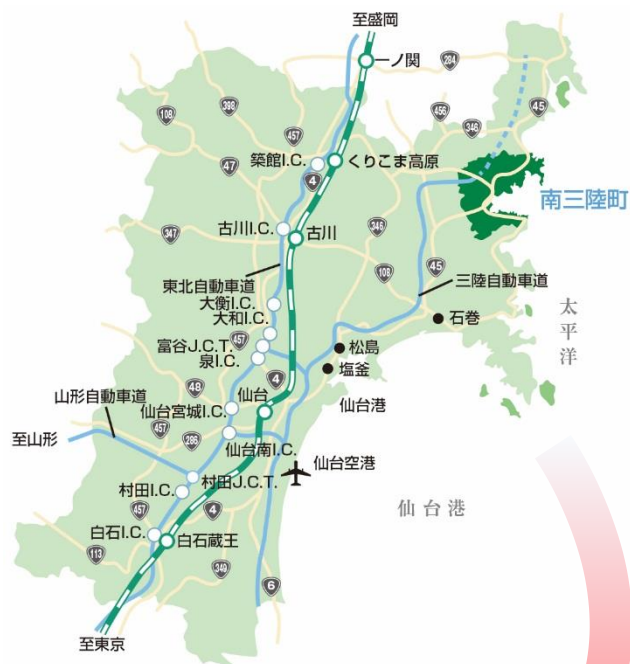 至盛岡
一ノ関
284
398
108
457
456
346
45
築館I.C.
くりこま高原
47
4
南三陸町
古川I.C.
古川
346
347
45
東北自動車道
108
三陸自動車道
大衡I.C.
大和I.C.
石巻
太平洋
富谷J.C.T.
457
松島
泉I.C.
塩釜
4
48
山形自動車道
仙台
仙台港
仙台宮城I.C.
457
286
至山形
仙台南I.C.
仙台空港
村田J.C.T.
村田I.C.
仙台港
457
4
白石I.C.
白石蔵王
113
349
6
至東京